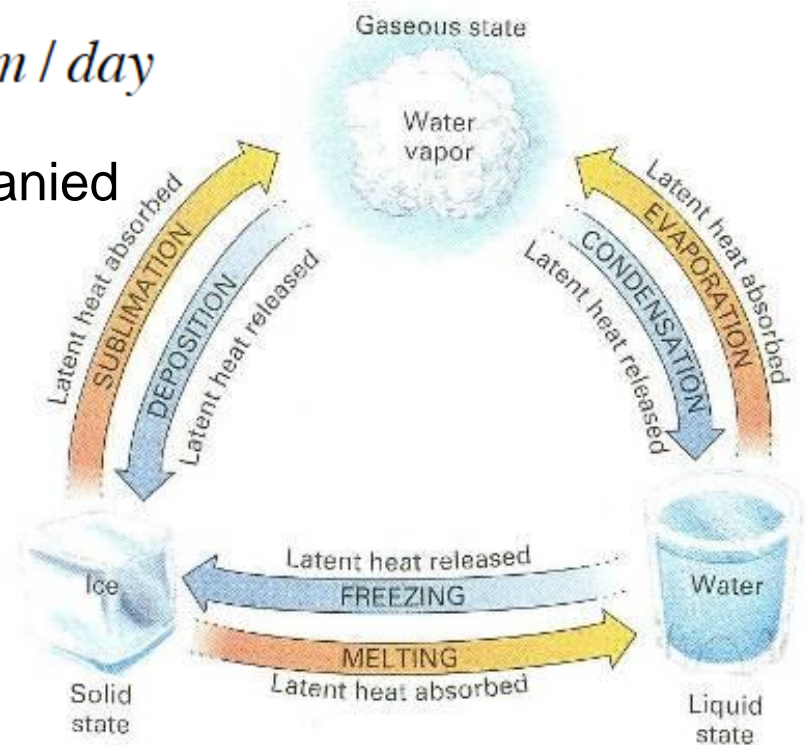 Gaseous state
m / day
Water
vapor
anied
Latent heat absorbed
SUBLIMATION
DEPOSITION
Latent heat released
Latent heat absorbed
EVAPORATION
CONDENSATION
Latent heat released
Latent heat released
FREEZING
Ice
Water
MELTING
Latent heat absorbed
Solid
state
Liquid
state